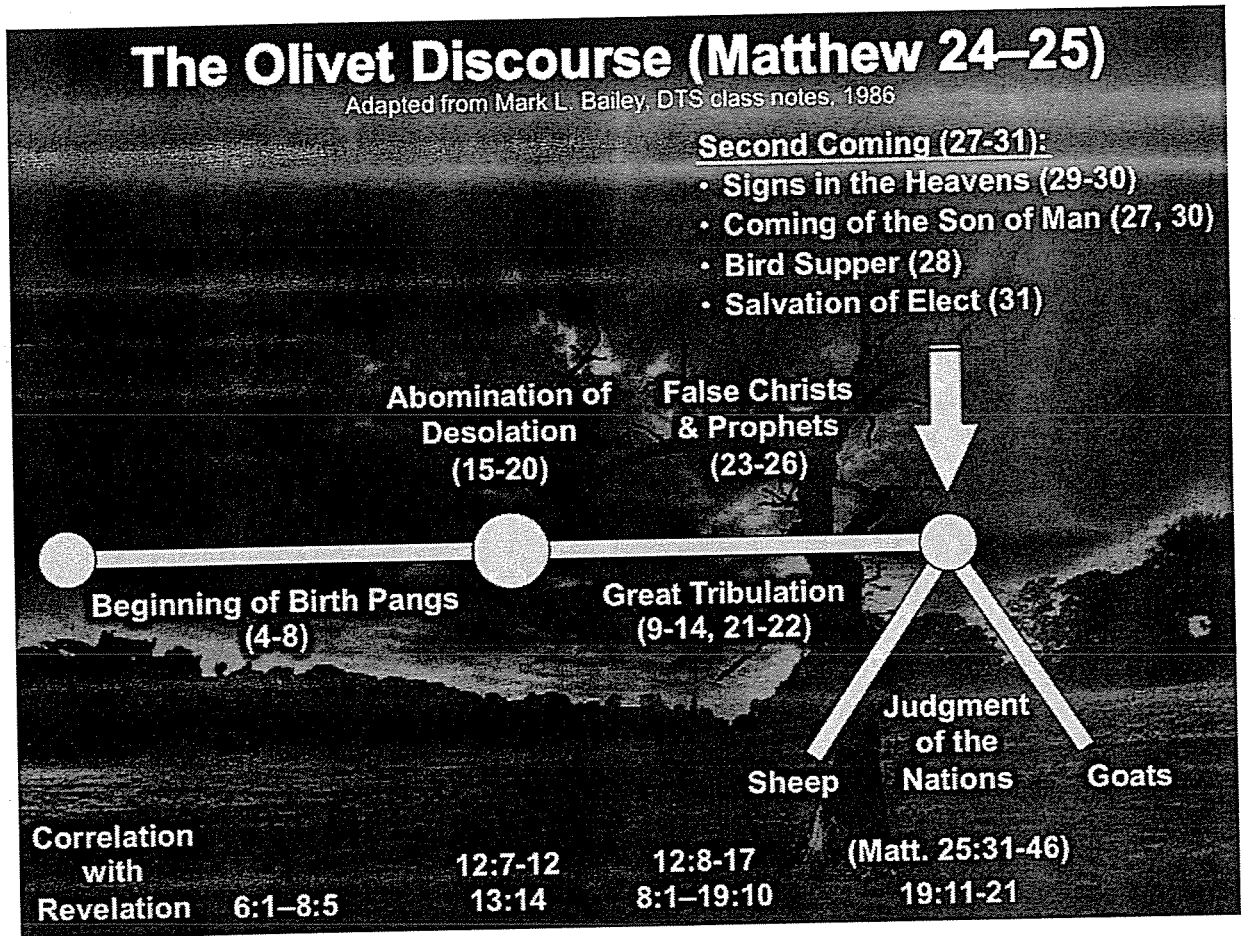 The Olivet Discourse (Matthew 24–25)
Adapted from Mark L. Bailey, DTS class notes, 1986
Second Coming (27-31):
• Signs in the Heavens (29-30)
• Coming of the Son of Man (27, 30)
• Bird Supper (28)
• Salvation of Elect (31)
Abomination of
Desolation
(15-20)
False Christs
& Prophets
(23-26)
Beginning of Birth Pangs
(4-8)
Great Tribulation
(9-14, 21-22)
Sheep
Judgment
of the
Nations
Goats
Correlation
with
Revelation
6:1–8:5
12:7-12
13:14
12:8-17
8:1–19:10
(Matt. 25:31-46)
19:11-21